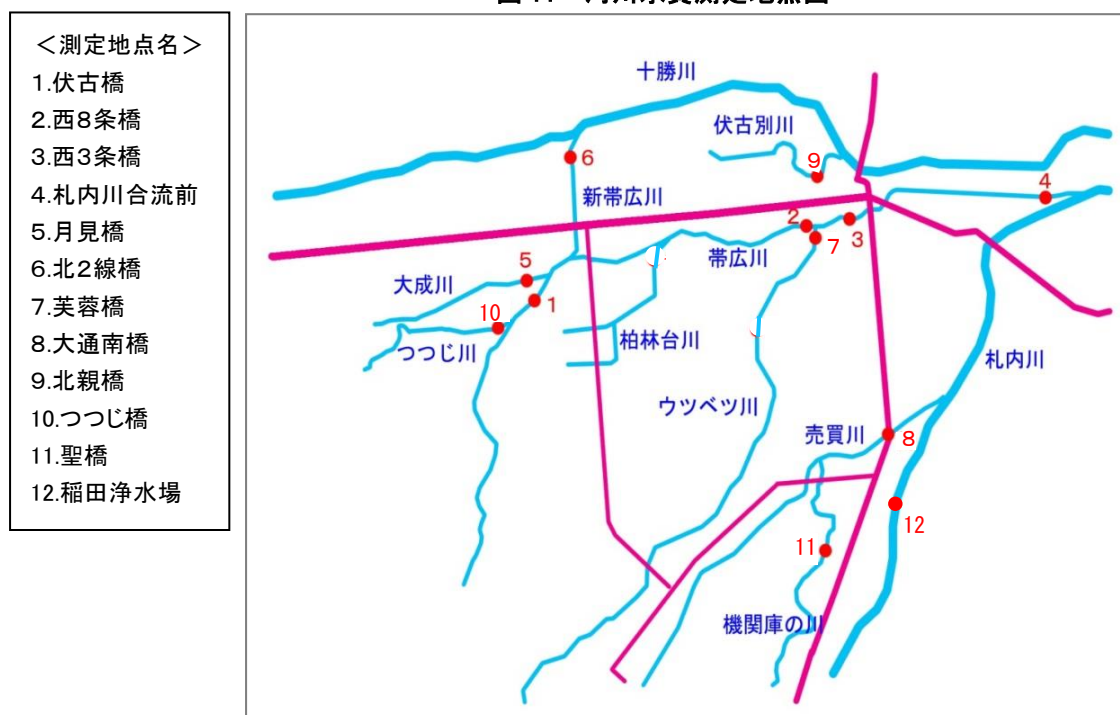 ＜測定地点名＞
1.伏古橋
2.西8条橋
3.西3条橋
4.札内川合流前
5.月見橋
6.北2線橋
7.芙蓉橋
8.大通南橋
9.北親橋
10.つつじ橋
11.聖橋
12.稲田浄水場
十勝川
伏古別川
6
9
4
新帯広川
2
3
7
帯広川
5
大成川
1
10
つつじ川
柏林台川
札内川
ウツベツ川
売買川
8
12
11
機関庫の川